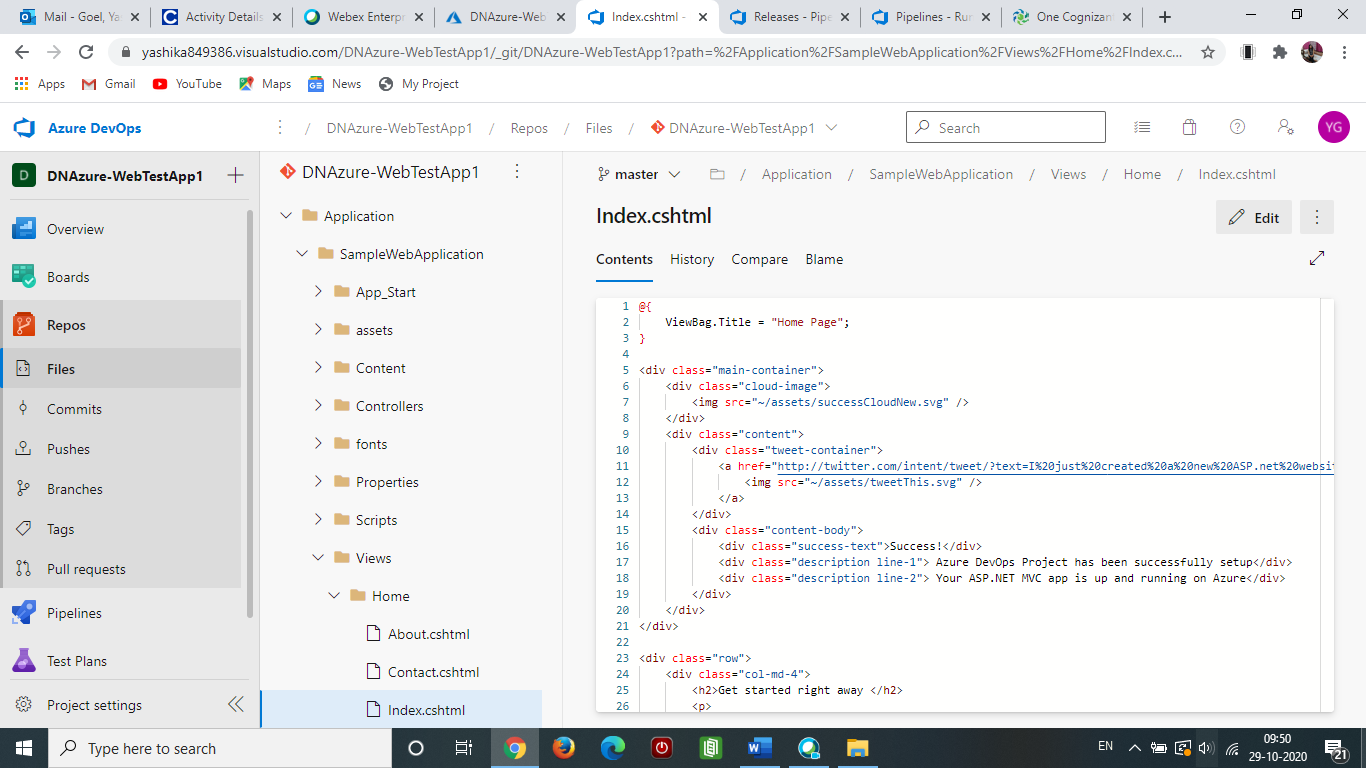 Mail - Goel, Ya
Activity Details
Webex Enterpr
DNAzure-Web
Index.cshtml -
Releases - Pipe
Pipelines - Run
One Cognizan
yashika849386.visualstudio.com/DNAzure-WebTestApp1/_git/DNAzure-WebTestApp1?path=%2FApplication%2FSampleWebApplication%2FViews%2FHome%2FIndex.c...
Apps
Gmail
YouTube
Maps
News
My Project
Azure DevOps
/ DNAzure-WebTestApp1 / Repos / Files / DNAzure-WebTestApp1
Search
YG
D DNAzure-WebTestApp1
Overview
Boards
Repos
Files
Commits
Pushes
Branches
Tags
Pull requests
Pipelines
Test Plans
Project settings
DNAzure-WebTestApp1
Application
SampleWebApplication
App_Start
assets
Content
Controllers
fonts
Properties
Scripts
Views
Home
About.cshtml
Contact.cshtml
Index.cshtml
master / Application / SampleWebApplication / Views / Home / Index.cshtml
Index.cshtml
Edit
Contents
History
Compare
Blame
1 @{
2 ViewBag.Title = "Home Page";
3 }
4
5 <div class="main-container">
6 <div class="cloud-image">
7 <img src="~/assets/successCloudNew.svg" />
8 </div>
9 <div class="content">
10 <div class="tweet-container">
11 <a href="http://twitter.com/intent/tweet/?text=I%20just%20created%20a%20new%20ASP.net%20websi
12 <img src="~/assets/tweetThis.svg" />
13 </a>
14 </div>
15 <div class="content-body">
16 <div class="success-text">Success!</div>
17 <div class="description line-1"> Azure DevOps Project has been successfully setup</div>
18 <div class="description line-2"> Your ASP.NET MVC app is up and running on Azure</div>
19 </div>
20 </div>
21 </div>
22
23 <div class="row">
24 <div class="col-md-4">
25 <h2>Get started right away </h2>
26 <p>
Type here to search
EN
09:50
29-10-2020
21